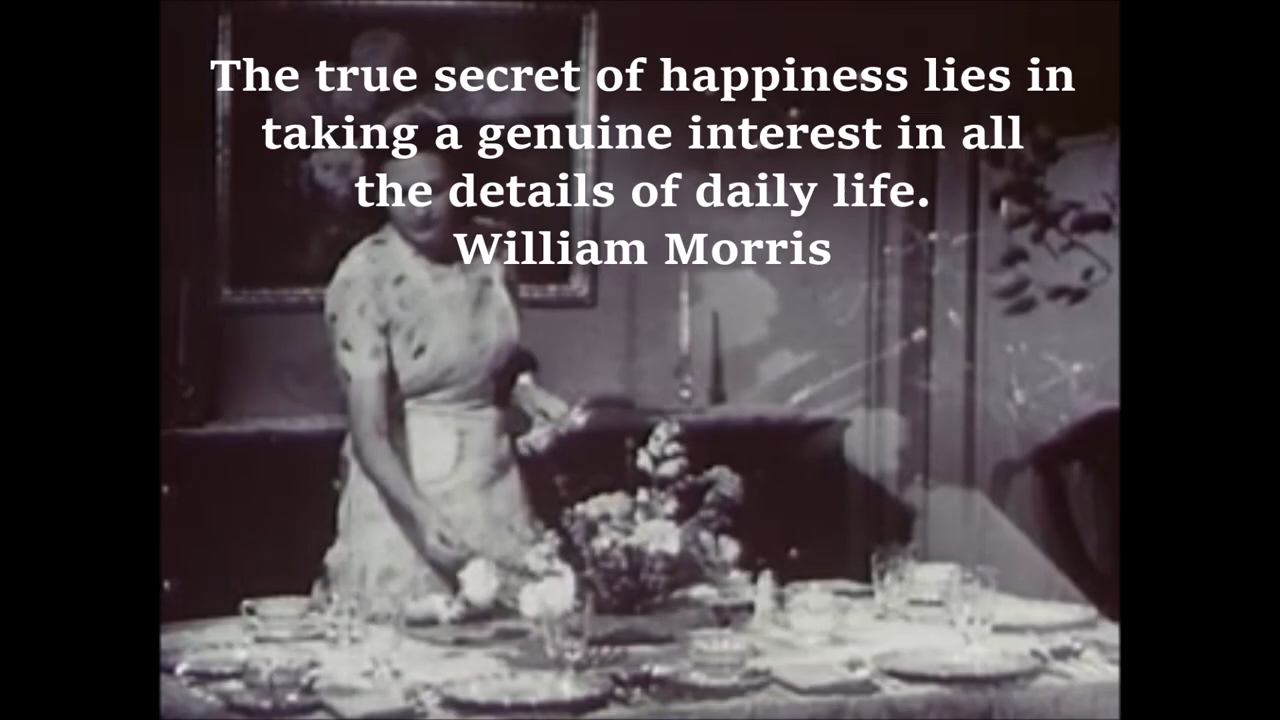 The true secret of happiness lies in
taking a genuine interest in all
the details of daily life.
William Morris